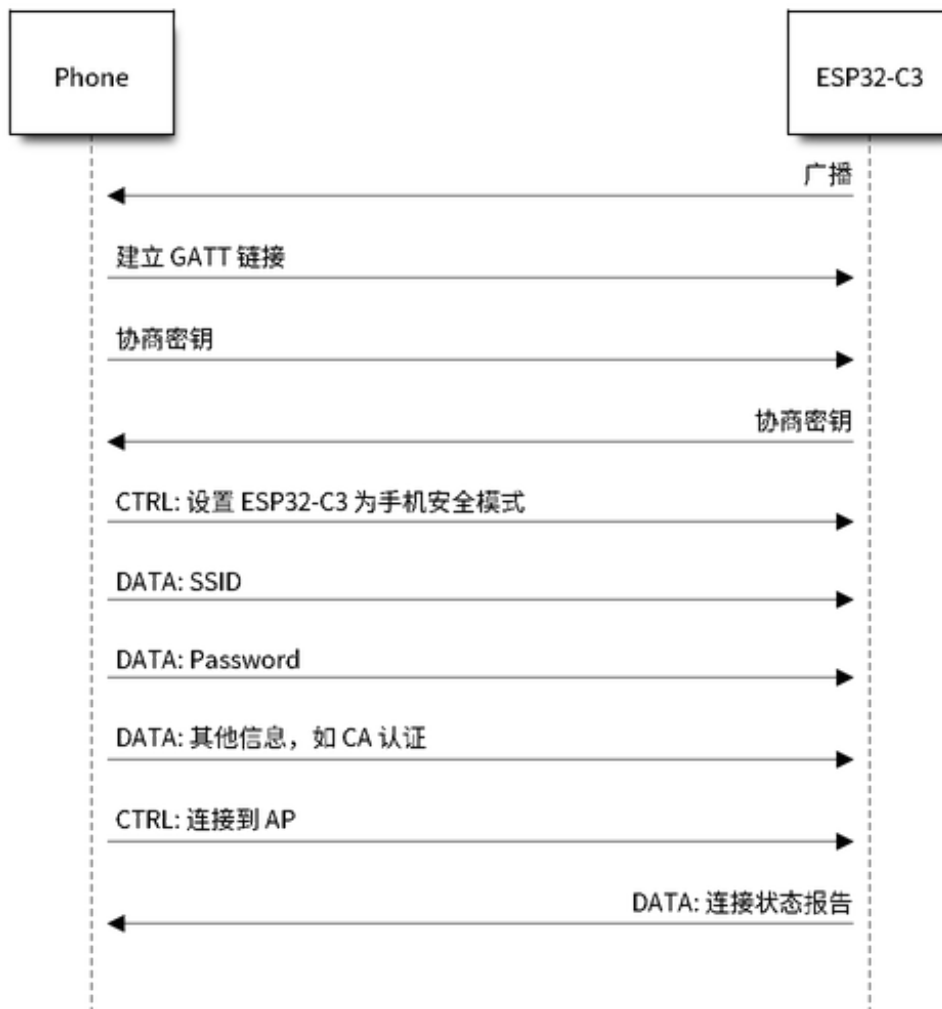 Phone
ESP32-C3
广播
建立 GATT 链接
协商密钥
协商密钥
CTRL: 设置 ESP32-C3 为手机安全模式
DATA: SSID
DATA: Password
DATA: 其他信息，如 CA 认证
CTRL: 连接到 AP
DATA: 连接状态报告